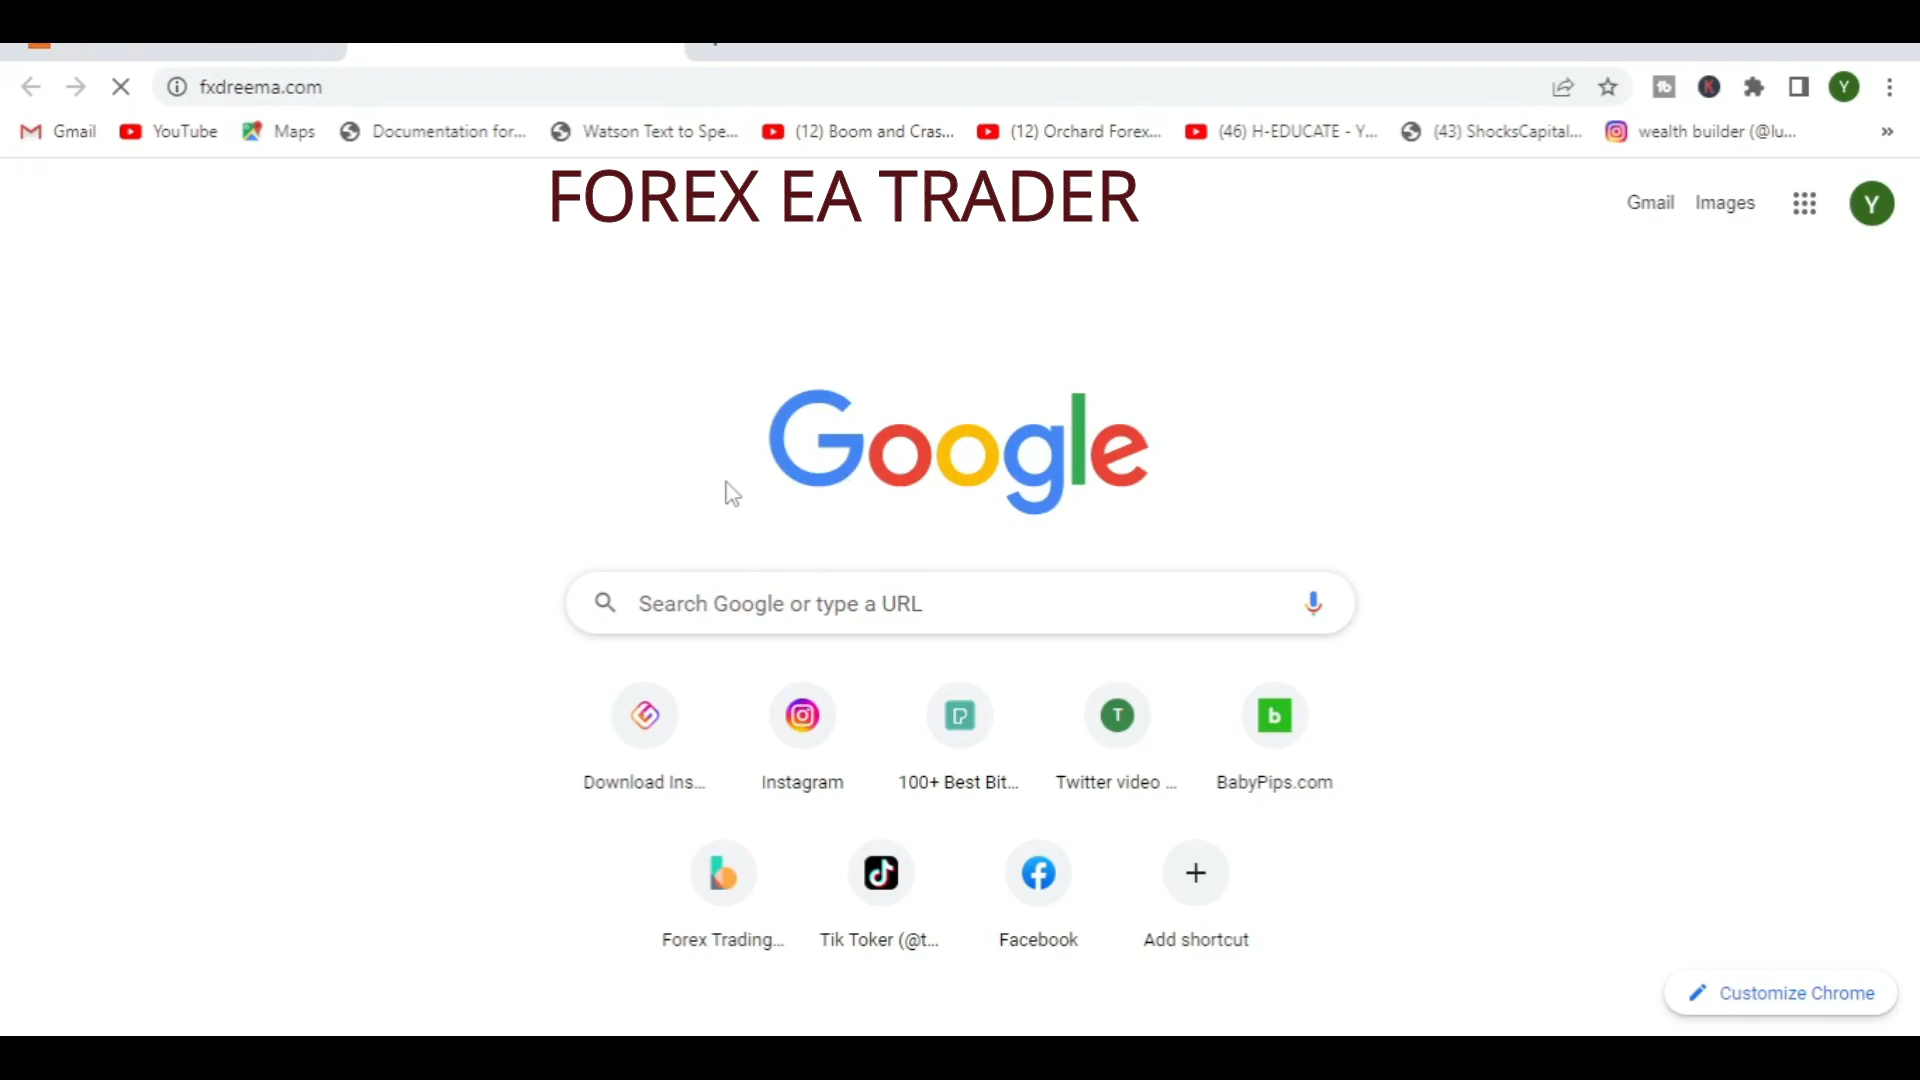 fxdreema.com
Y
Gmail
YouTube
Maps
Documentation for...
Watson Text to Spe...
(12) Boom and Cras...
(12) Orchard Forex...
(46) H-EDUCATE - Y...
(43) ShocksCapital...
wealth builder (@lu...
»
FOREX EA TRADER
Gmail
Images
Y
Google
Search Google or type a URL
T
b
Download Ins...
Instagram
100+ Best Bit...
Twitter video ...
BabyPips.com
Forex Trading...
Tik Toker (@t...
Facebook
Add shortcut
Customize Chrome